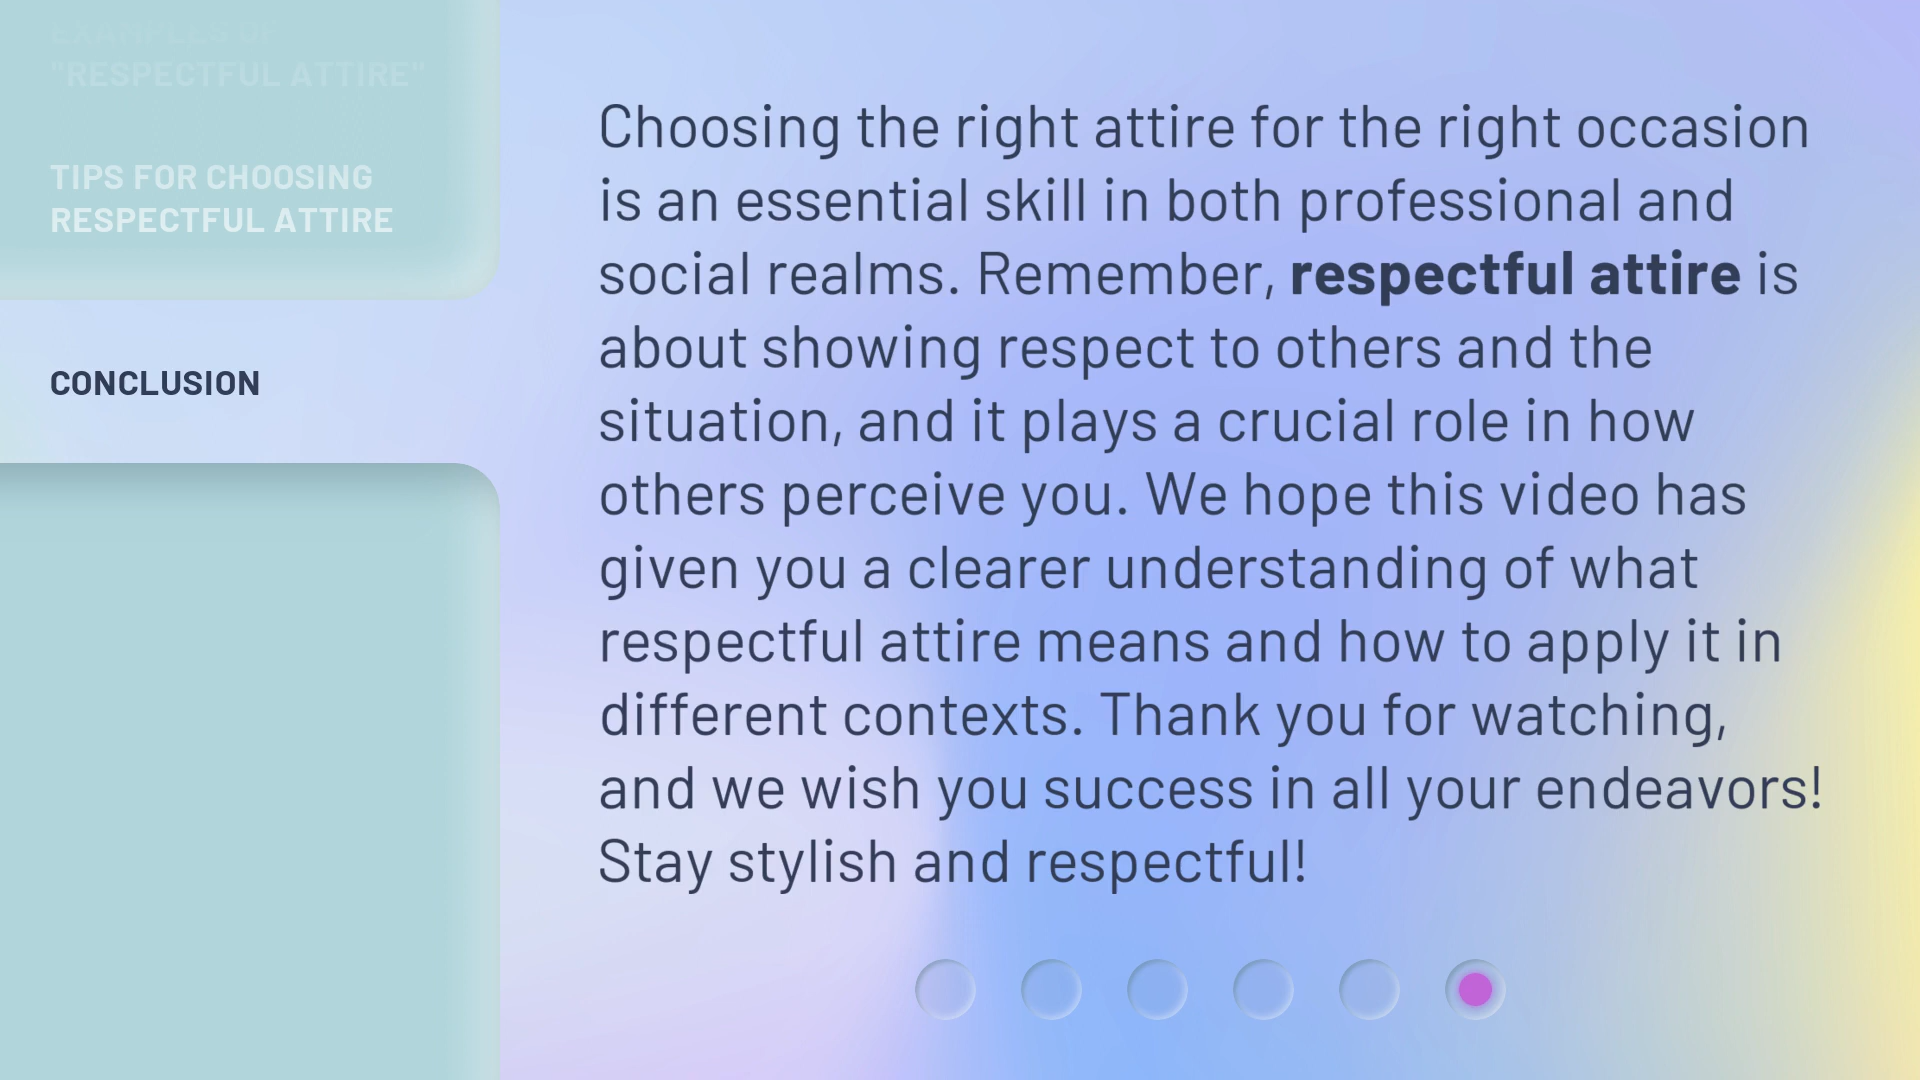 EXAMPLES OF
"RESPECTFUL ATTIRE"
TIPS FOR CHOOSING
RESPECTFUL ATTIRE
CONCLUSION
Choosing the right attire for the right occasion
is an essential skill in both professional and
social realms. Remember, respectful attire is
about showing respect to others and the
situation, and it plays a crucial role in how
others perceive you. We hope this video has
given you a clearer understanding of what
respectful attire means and how to apply it in
different contexts. Thank you for watching,
and we wish you success in all your endeavors!
Stay stylish and respectful!